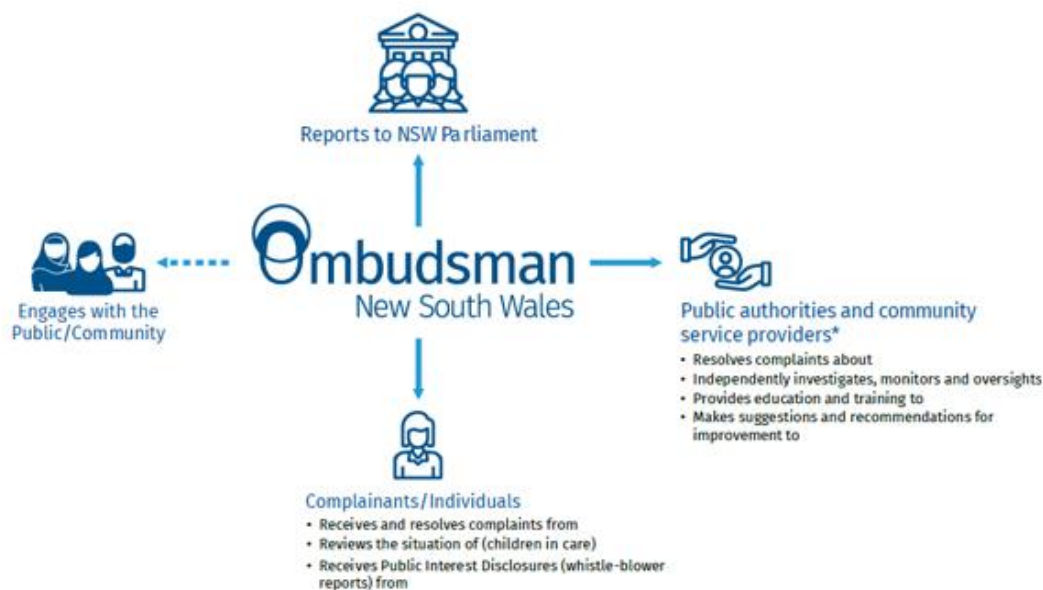 Reports to NSW Parliament
Ombudsman
New South Wales
Engages with the
Public/Community
Public authorities and community
service providers*
• Resolves complaints about
• Independently investigates, monitors and oversights
• Provides education and training to
• Makes suggestions and recommendations for
improvement to
Complainants/Individuals
• Receives and resolves complaints from
• Reviews the situation of (children in care)
• Receives Public Interest Disclosures (whistle-blower
reports) from